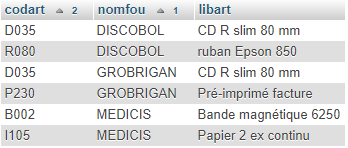 codart 2 nomfou 1 libart
D035 DISCOBOL CD R slim 80 mm
R080 DISCOBOL ruban Epson 850
D035 GROBRIGAN CD R slim 80 mm
P230 GROBRIGAN Pré-imprimé facture
B002 MEDICIS Bande magnétique 6250
I105 MEDICIS Papier 2 ex continu